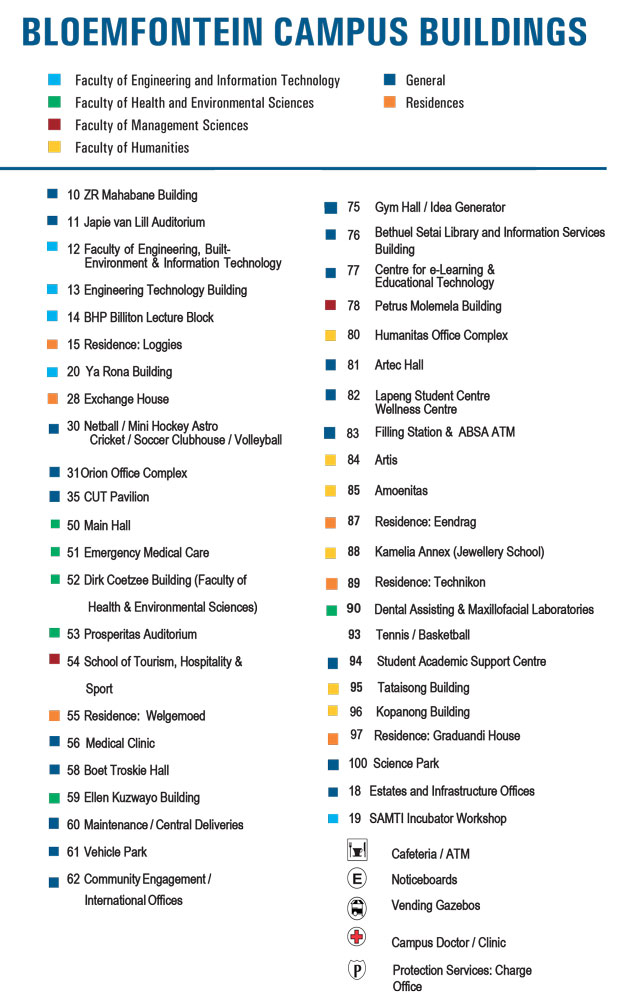 BLOEMFONTEIN CAMPUS BUILDINGS
Faculty of Engineering and Information Technology
Faculty of Health and Environmental Sciences
Faculty of Management Sciences
Faculty of Humanities
General
Residences
10 ZR Mahabane Building
11 Japie van Lill Auditorium
12 Faculty of Engineering, Built-
Environment & Information Technology
13 Engineering Technology Building
14 BHP Billiton Lecture Block
15 Residence: Loggies
20 Ya Rona Building
28 Exchange House
30 Netball / Mini Hockey Astro
Cricket / Soccer Clubhouse / Volleyball
31Orion Office Complex
35 CUT Pavilion
50 Main Hall
51 Emergency Medical Care
52 Dirk Coetzee Building (Faculty of
Health & Environmental Sciences)
53 Prosperitas Auditorium
54 School of Tourism, Hospitality &
Sport
55 Residence: Welgemoed
56 Medical Clinic
58 Boet Troskie Hall
59 Ellen Kuzwayo Building
60 Maintenance / Central Deliveries
61 Vehicle Park
62 Community Engagement /
International Offices
75 Gym Hall / Idea Generator
76 Bethuel Setai Library and Information Services
Building
77 Centre for e-Learning &
Educational Technology
78 Petrus Molemela Building
80 Humanitas Office Complex
81 Artec Hall
82 Lapeng Student Centre
Wellness Centre
83 Filling Station & ABSA ATM
84 Artis
85 Amoenitas
87 Residence: Eendrag
88 Kamelia Annex (Jewellery School)
89 Residence: Technikon
90 Dental Assisting & Maxillofacial Laboratories
93 Tennis / Basketball
94 Student Academic Support Centre
95 Tataisong Building
96 Kopanong Building
97 Residence: Graduandi House
100 Science Park
18 Estates and Infrastructure Offices
19 SAMTI Incubator Workshop
Cafeteria / ATM
E Noticeboards
Vending Gazebos
Campus Doctor / Clinic
P Protection Services: Charge
Office